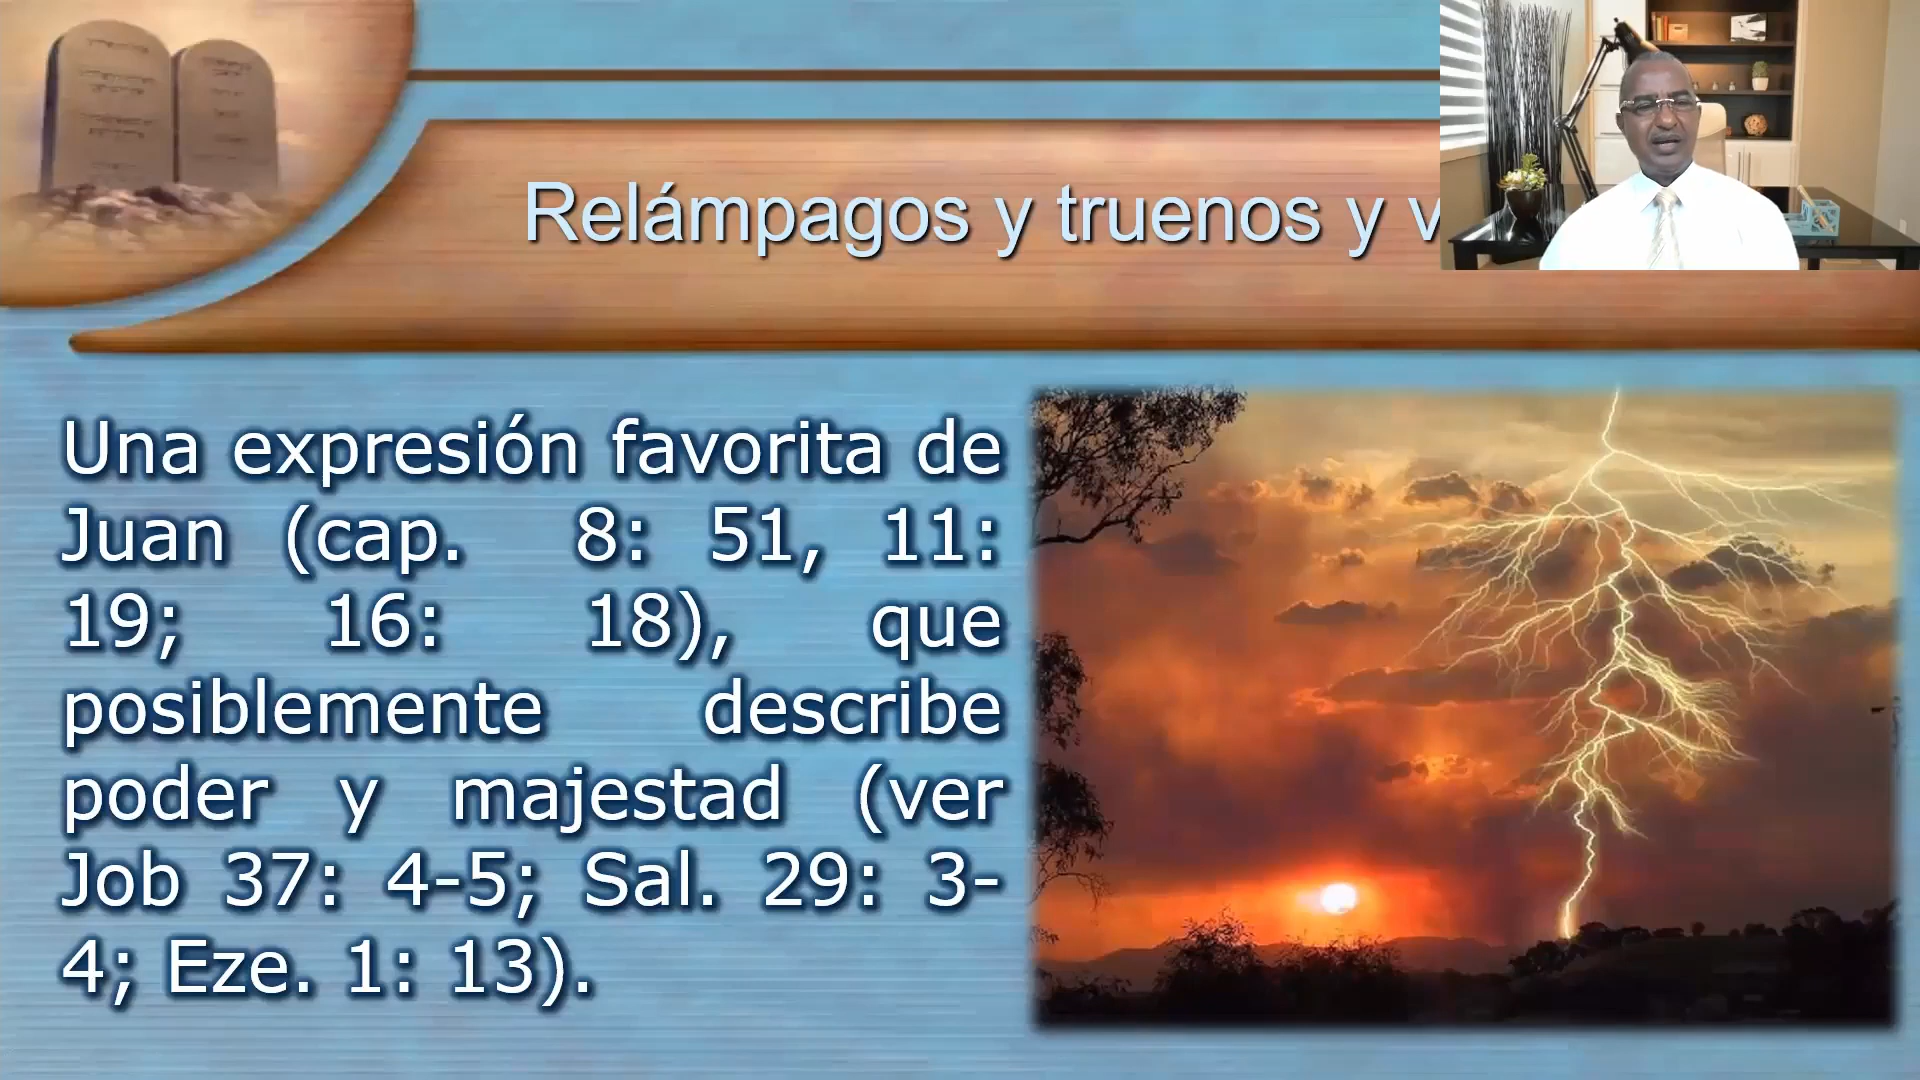 Relámpagos y truenos y v
Una expresión favorita de
Juan (cap. 8: 51, 11:
19; 16: 18), que
posiblemente describe
poder y majestad (ver
Job 37: 4-5; Sal. 29: 3-
4; Eze. 1: 13).